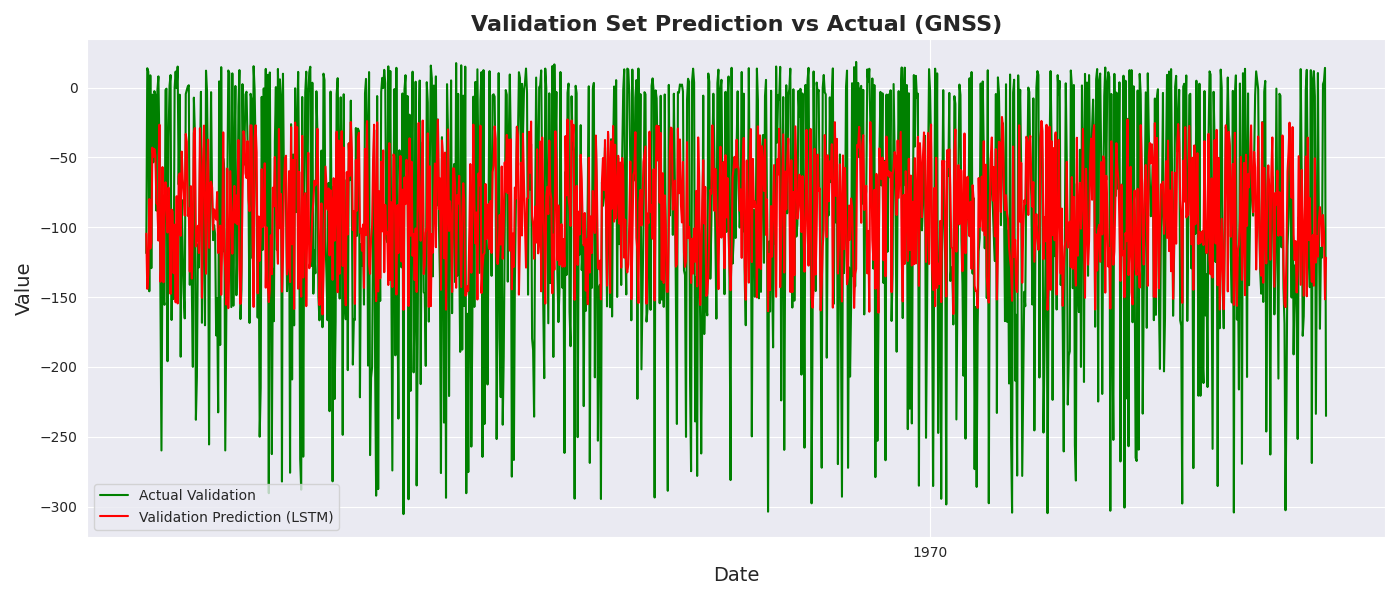 Validation Set Prediction vs Actual (GNSS)
0
−50
−100
−150
−200
−250
−300
Value
Actual Validation
Validation Prediction (LSTM)
1970
Date